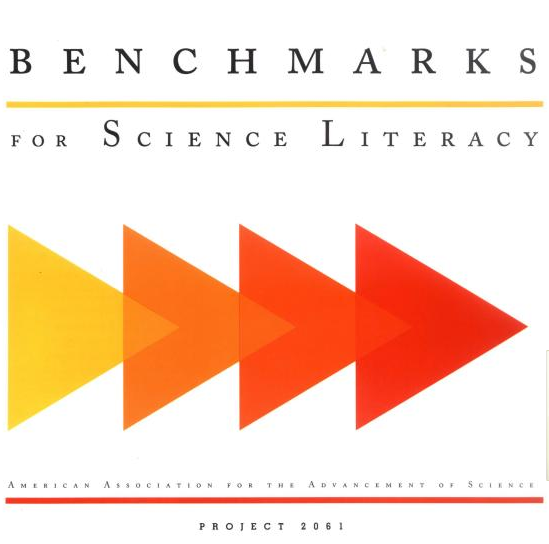 BENCHMARKS
FOR SCIENCE LITERACY
AMERICAN ASSOCIATION FOR THE ADVANCEMENT OF SCIENCE
PROJECT 2061